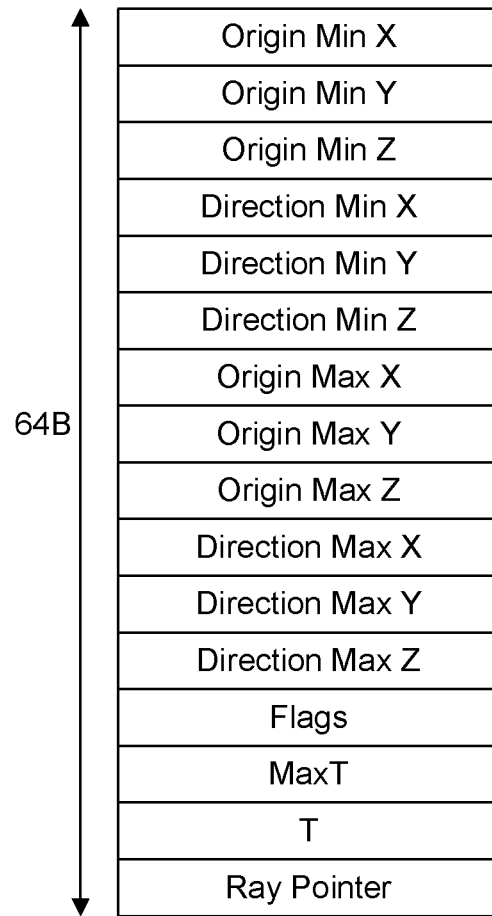 Origin Min X
Origin Min Y
Origin Min Z
Direction Min X
Direction Min Y
Direction Min Z
Origin Max X
64B
Origin Max Y
Origin Max Z
Direction Max X
Direction Max Y
Direction Max Z
Flags
MaxT
T
Ray Pointer